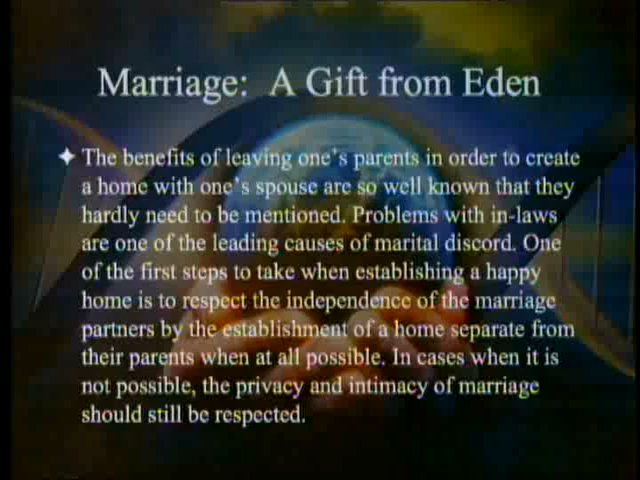 Marriage:  A Gift from Eden
The benefits of leaving one's parents in order to create
a home with one's spouse are so well known that they
hardly need to be mentioned. Problems with in-laws
are one of the leading causes of marital discord. One
of the first steps to take when establishing a happy
home is to respect the independence of the marriage
partners by the establishment of a home separate from
their parents when at all possible. In cases when it is
not possible, the privacy and intimacy of marriage
should still be respected.